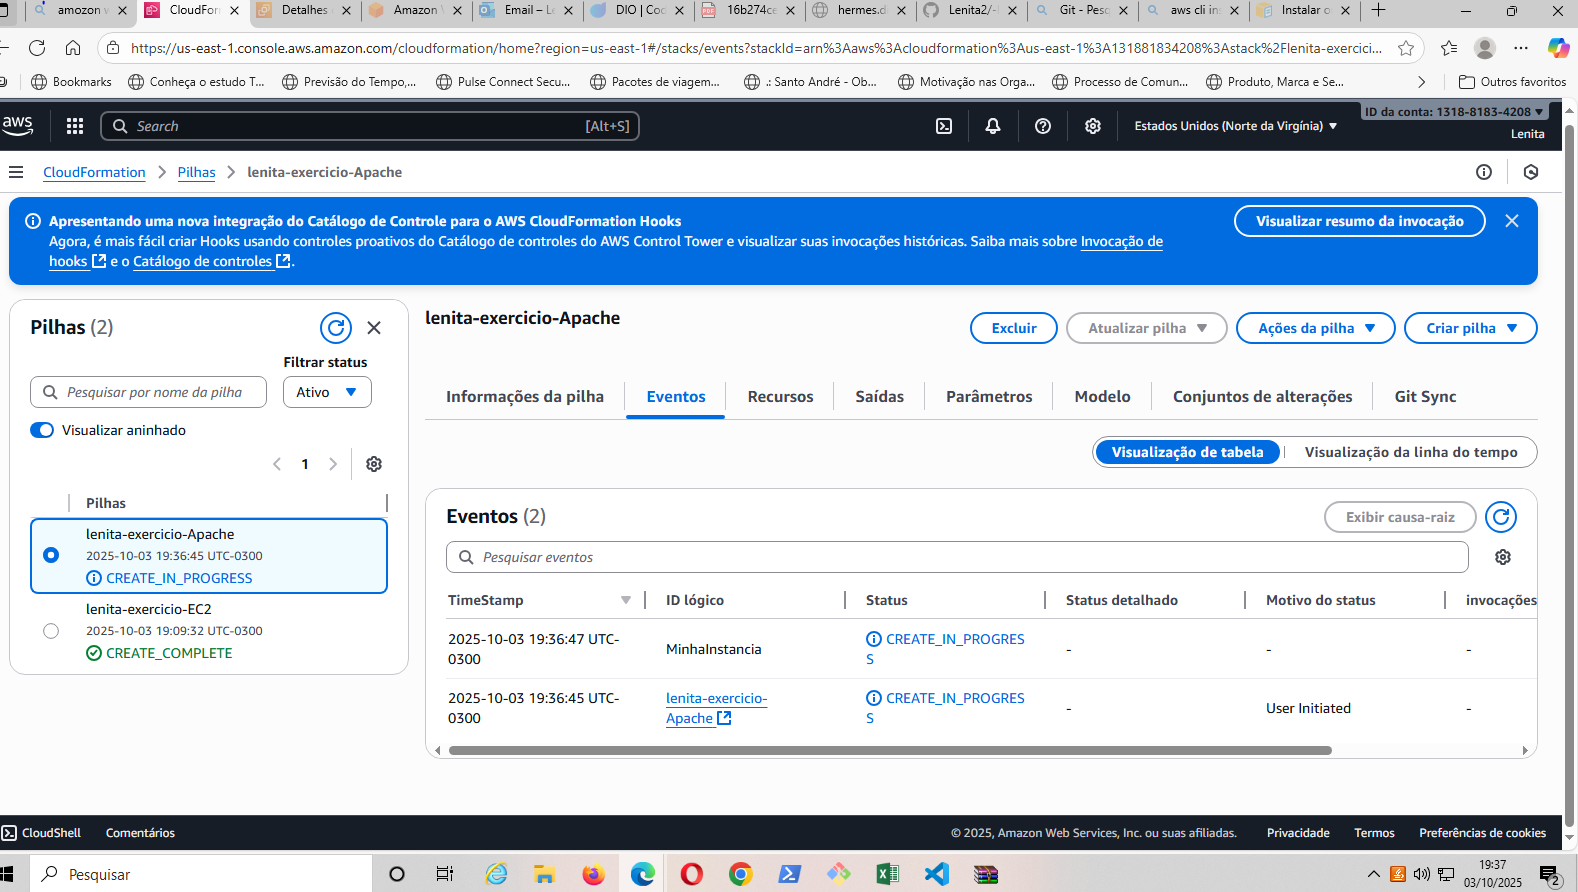 amozon w
CloudForm
Detalhes
Amazon
Email – Le
DIO | Cod
16b274ce
hermes.d
Lenita2/-
Git - Pesq
aws cli in
Instalar o
https://us-east-1.console.aws.amazon.com/cloudformation/home?region=us-east-1#/stacks/events?stackId=arn%3Aaws%3Acloudformation%3Aus-east-1%3A131881834208%3Astack%2Flenita-exercici...
Bookmarks
Conheça o estudo T...
Previsão do Tempo,...
Pulse Connect Secu...
Pacotes de viagem...
.: Santo André - Ob...
Motivação nas Orga...
Processo de Comun...
Produto, Marca e Se...
Outros favoritos
aws
Search
[Alt+S]
Estados Unidos (Norte da Virgínia)
ID da conta: 1318-8183-4208
Lenita
CloudFormation
Pilhas
lenita-exercicio-Apache
Apresentando uma nova integração do Catálogo de Controle para o AWS CloudFormation Hooks
Agora, é mais fácil criar Hooks usando controles proativos do Catálogo de controles do AWS Control Tower e visualizar suas invocações históricas. Saiba mais sobre Invocação de
hooks e o Catálogo de controles .
Visualizar resumo da invocação
Pilhas (2)
Filtrar status
Pesquisar por nome da pilha
Ativo
Visualizar aninhado
1
Pilhas
lenita-exercicio-Apache
2025-10-03 19:36:45 UTC-0300
CREATE_IN_PROGRESS
lenita-exercicio-EC2
2025-10-03 19:09:32 UTC-0300
CREATE_COMPLETE
lenita-exercicio-Apache
Excluir
Atualizar pilha
Ações da pilha
Criar pilha
Informações da pilha
Eventos
Recursos
Saídas
Parâmetros
Modelo
Conjuntos de alterações
Git Sync
Visualização de tabela
Visualização da linha do tempo
Eventos (2)
Exibir causa-raiz
Pesquisar eventos
TimeStamp
ID lógico
Status
Status detalhado
Motivo do status
invocações
2025-10-03 19:36:47 UTC-
0300
MinhaInstancia
CREATE_IN_PROGRES
S
-
-
-
2025-10-03 19:36:45 UTC-
0300
lenita-exercicio-
Apache
CREATE_IN_PROGRES
S
-
User Initiated
-
CloudShell
Comentários
© 2025, Amazon Web Services, Inc. ou suas afiliadas.
Privacidade
Termos
Preferências de cookies
Pesquisar
19:37
03/10/2025
2